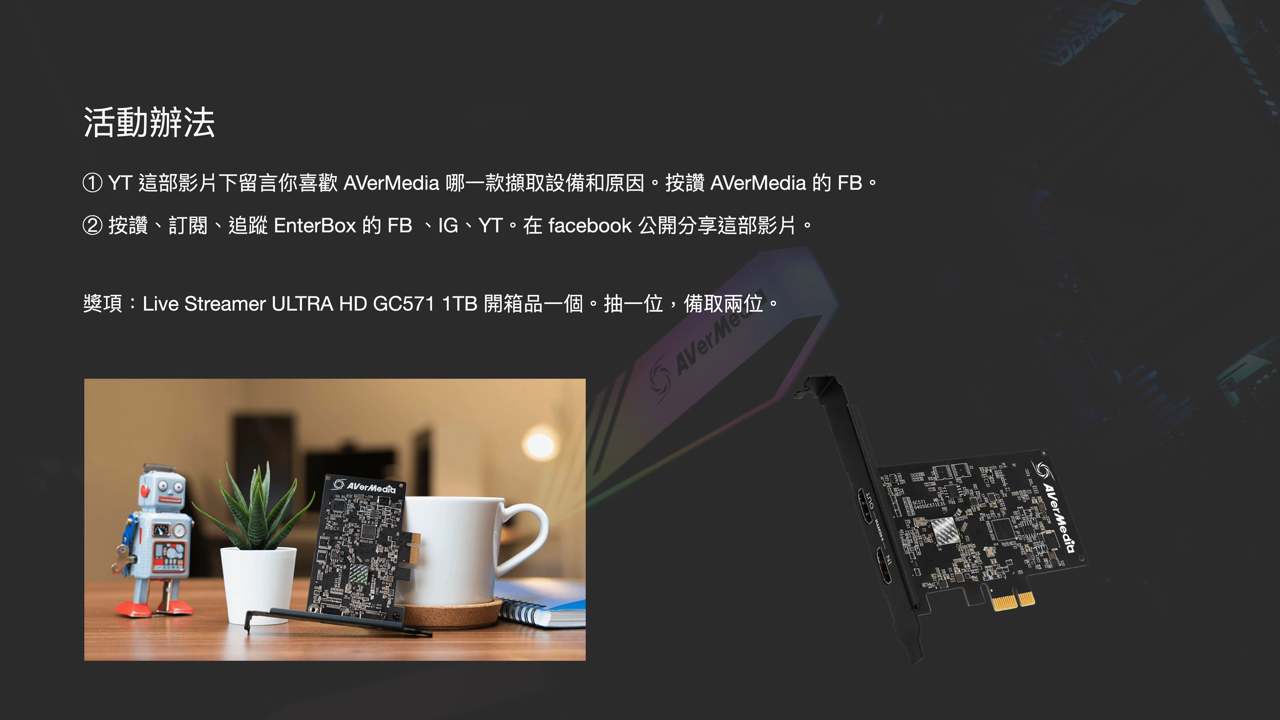 活動辦法
① YT 這部影片下留言你喜歡 AVerMedia 哪一款擷取設備和原因。按讚 AVerMedia 的 FB。
② 按讚、訂閱、追蹤 EnterBox 的 FB 、IG、YT。在 facebook 公開分享這部影片。
獎項：Live Streamer ULTRA HD GC571 1TB 開箱品一個。抽一位，備取兩位。
AVerMedia
AVerMedia
AVerMedia